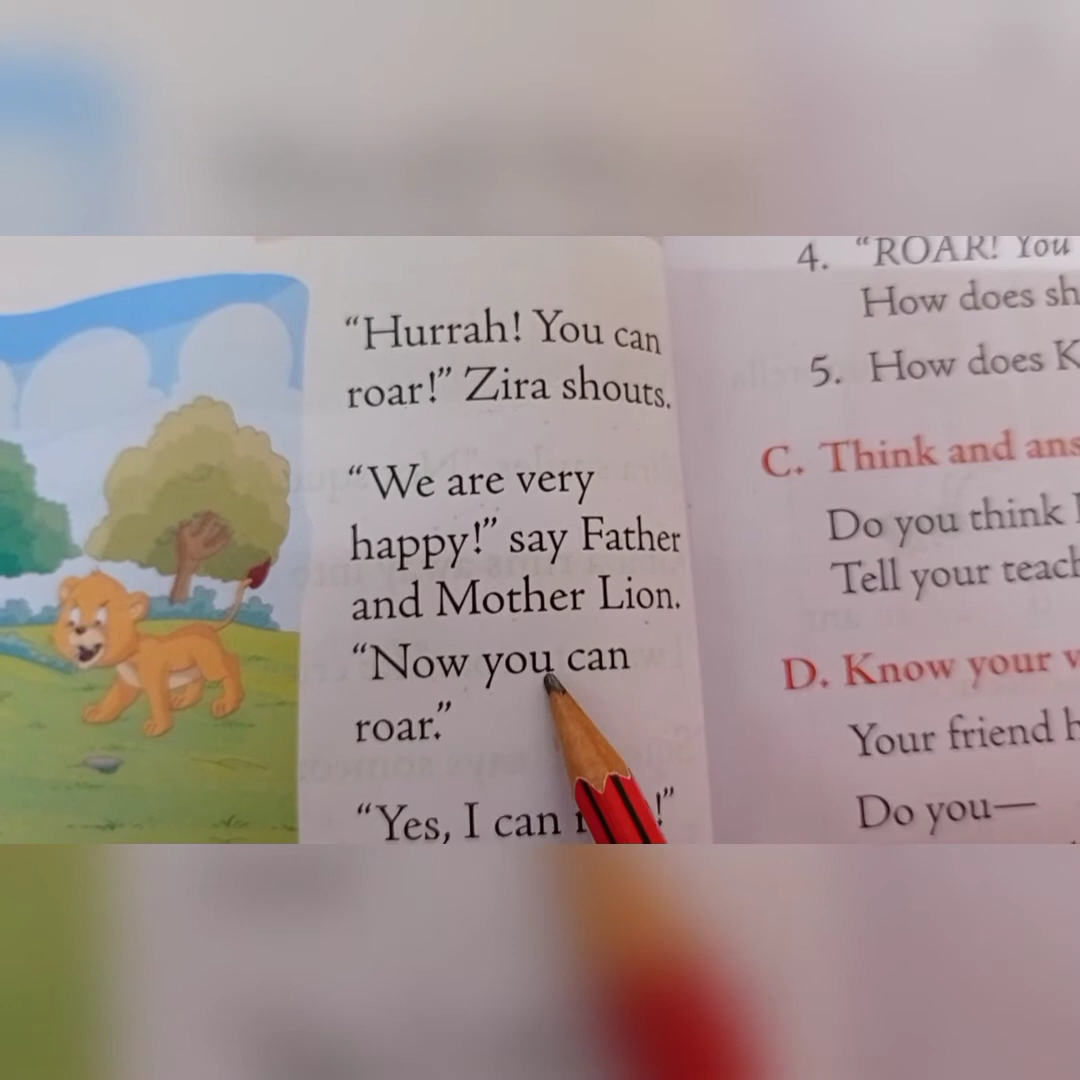 “Hurrah! You can
roar!” Zira shouts.
“We are very
happy!” say Father
and Mother Lion.
“Now you can
roar.”
“Yes, I can !”
4. “ROAR! You
How does sh
5. How does K
C. Think and ans
Do you think
Tell your teach
D. Know your
Your friend h
Do you—